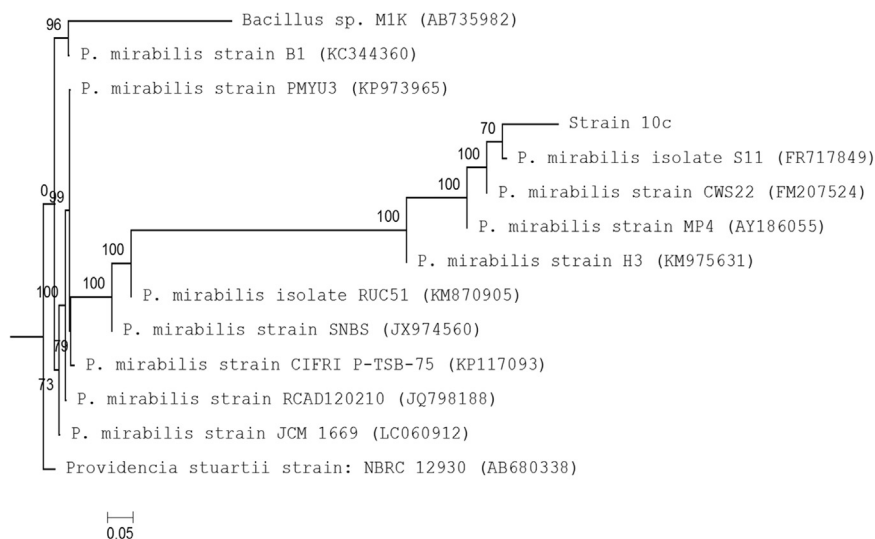 96
Bacillus sp. M1K (AB735982)
P. mirabilis strain B1 (KC344360)
P. mirabilis strain PMYU3 (KP973965)
70
Strain 10c
100
P. mirabilis isolate S11 (FR717849)
0
99
100
P. mirabilis strain CWS22 (FM207524)
100
P. mirabilis strain MP4 (AY186055)
100
P. mirabilis strain H3 (KM975631)
100
100
P. mirabilis isolate RUC51 (KM870905)
P. mirabilis strain SNBS (JX974560)
79
P. mirabilis strain CIFRI P-TSB-75 (KP117093)
73
P. mirabilis strain RCAD120210 (JQ798188)
P. mirabilis strain JCM 1669 (LC060912)
Providencia stuartii strain: NBRC 12930 (AB680338)
0.05